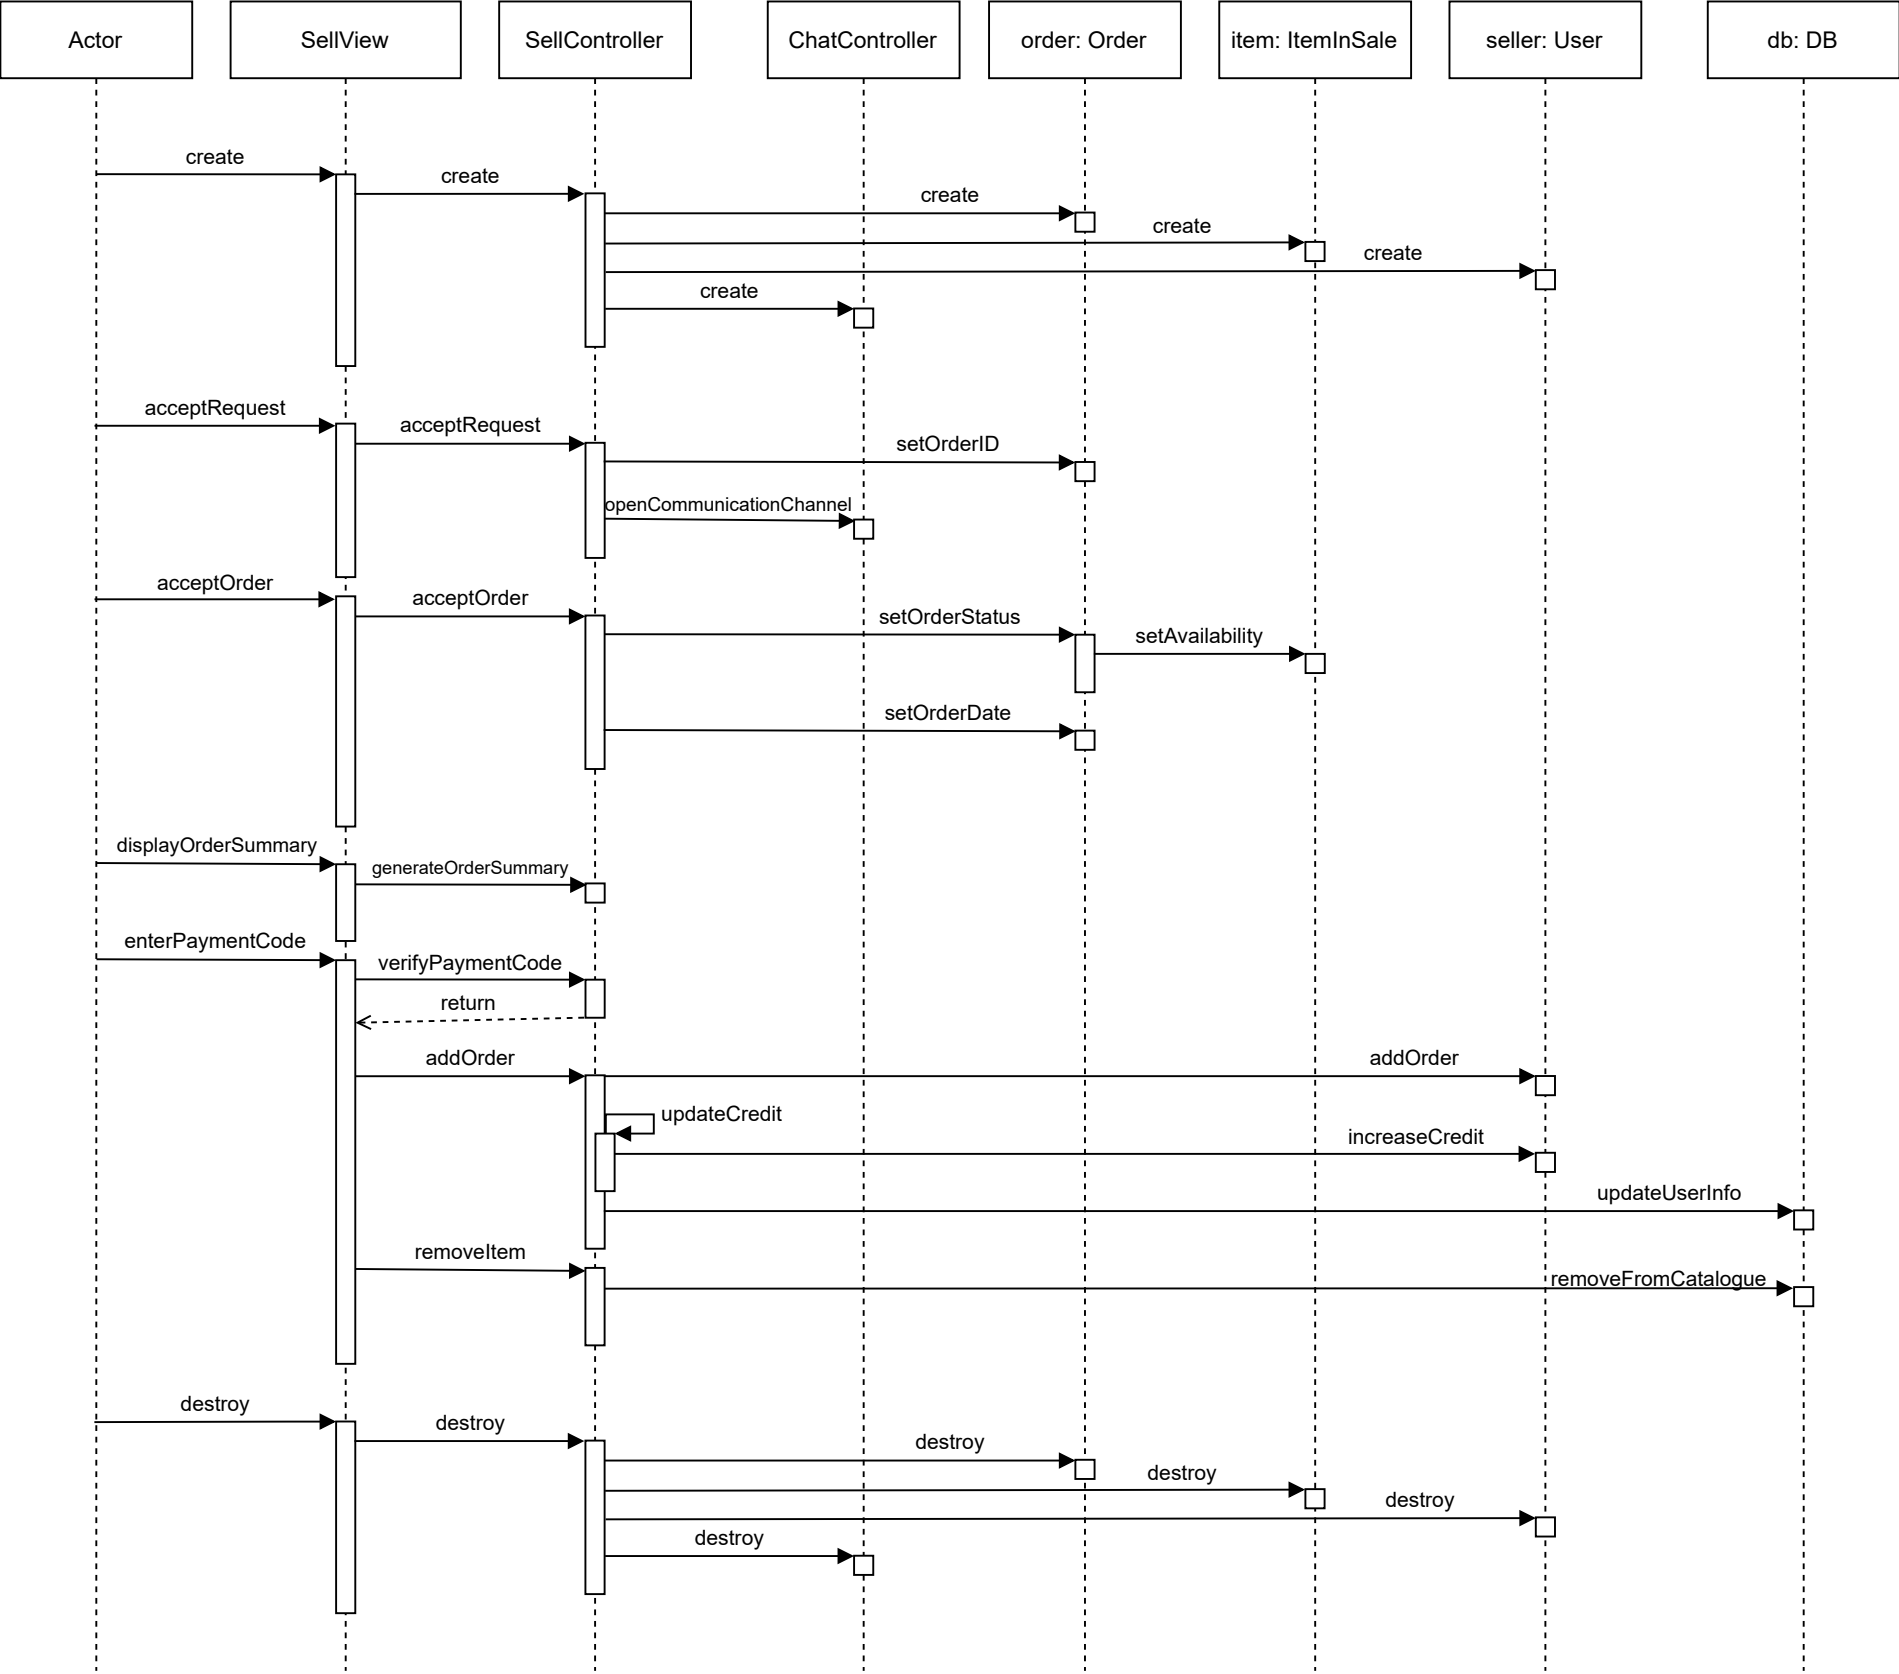 Actor
SellView
SellController
ChatController
order: Order
item: ItemInSale
seller: User
db: DB
create
create
create
create
create
create
acceptRequest
acceptRequest
setOrderID
openCommunicationChannel
acceptOrder
acceptOrder
setOrderStatus
setAvailability
setOrderDate
displayOrderSummary
generateOrderSummary
enterPaymentCode
verifyPaymentCode
return
addOrder
addOrder
updateCredit
increaseCredit
updateUserInfo
removeItem
removeFromCatalogue
destroy
destroy
destroy
destroy
destroy
destroy